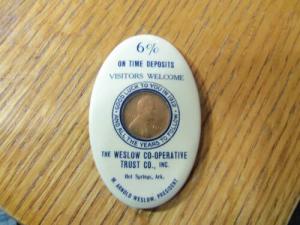 6%
ON TIME DEPOSITS
VISITORS WELCOME
GOOD LUCK TO YOU IN
AND ALL THE YEARS TO FOLLOW
THE WESLOW CO-OPERATIVE
TRUST CO., INC.
Hot Springs, Ark.
M. ARNOLD WESLOW, PRESIDENT